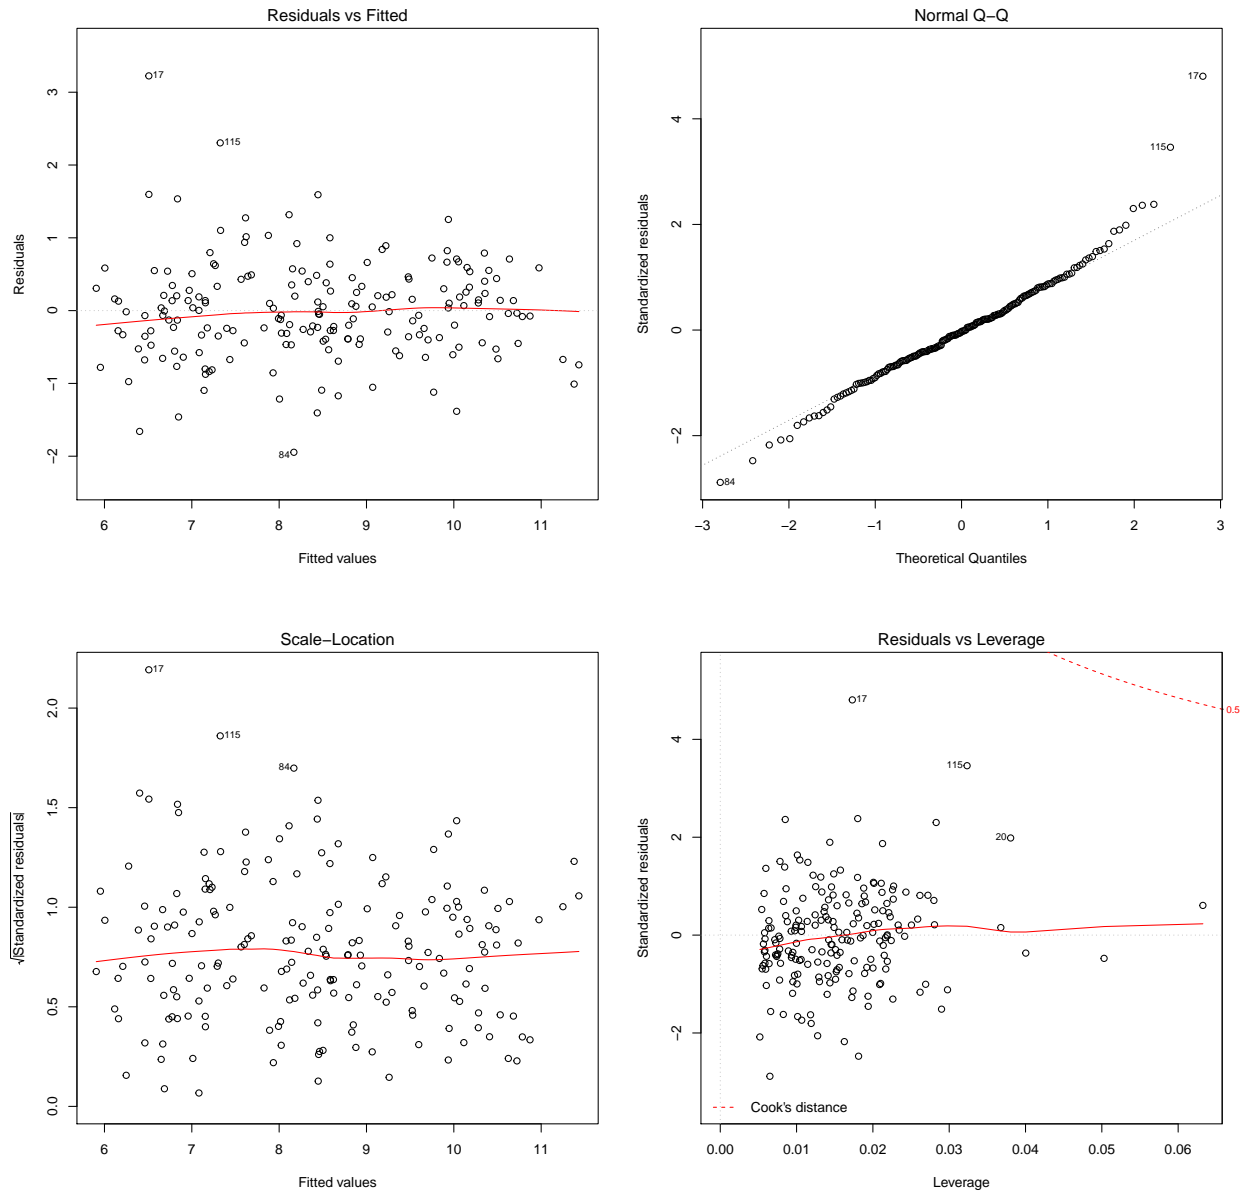 Residuals vs Fitted
Residuals
3
2
1
0
−1
−2
17
115
84
6 7 8 9 10 11
Fitted values
Normal Q−Q
Standardized residuals
4
2
0
−2
17
115
84
−3 −2 −1 0 1 2 3
Theoretical Quantiles
Scale−Location
√|Standardized residuals|
2.0
1.5
1.0
0.5
0.0
17
115
84
6 7 8 9 10 11
Fitted values
Residuals vs Leverage
Standardized residuals
4
2
0
−2
17
115
20
0.5
Cook's distance
0.00 0.01 0.02 0.03 0.04 0.05 0.06
Leverage